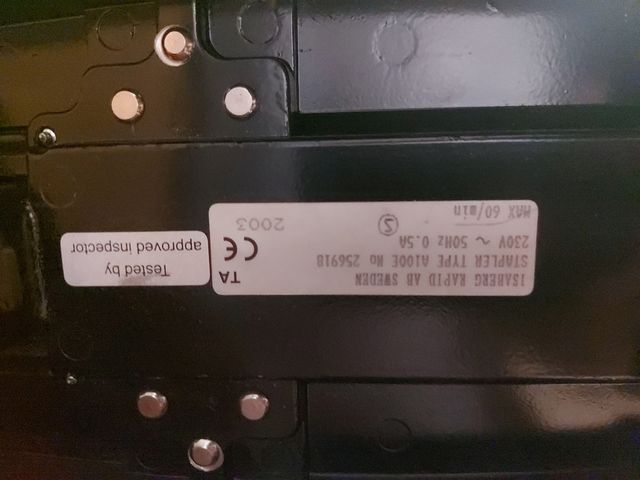 ISABERG RAPID AB SWEDEN
STAPLER TYPE A100E No 256918
230V ~ 50Hz 0.5A
MAX 60/min
S
TA
CE
2003
Tested by
approved inspector